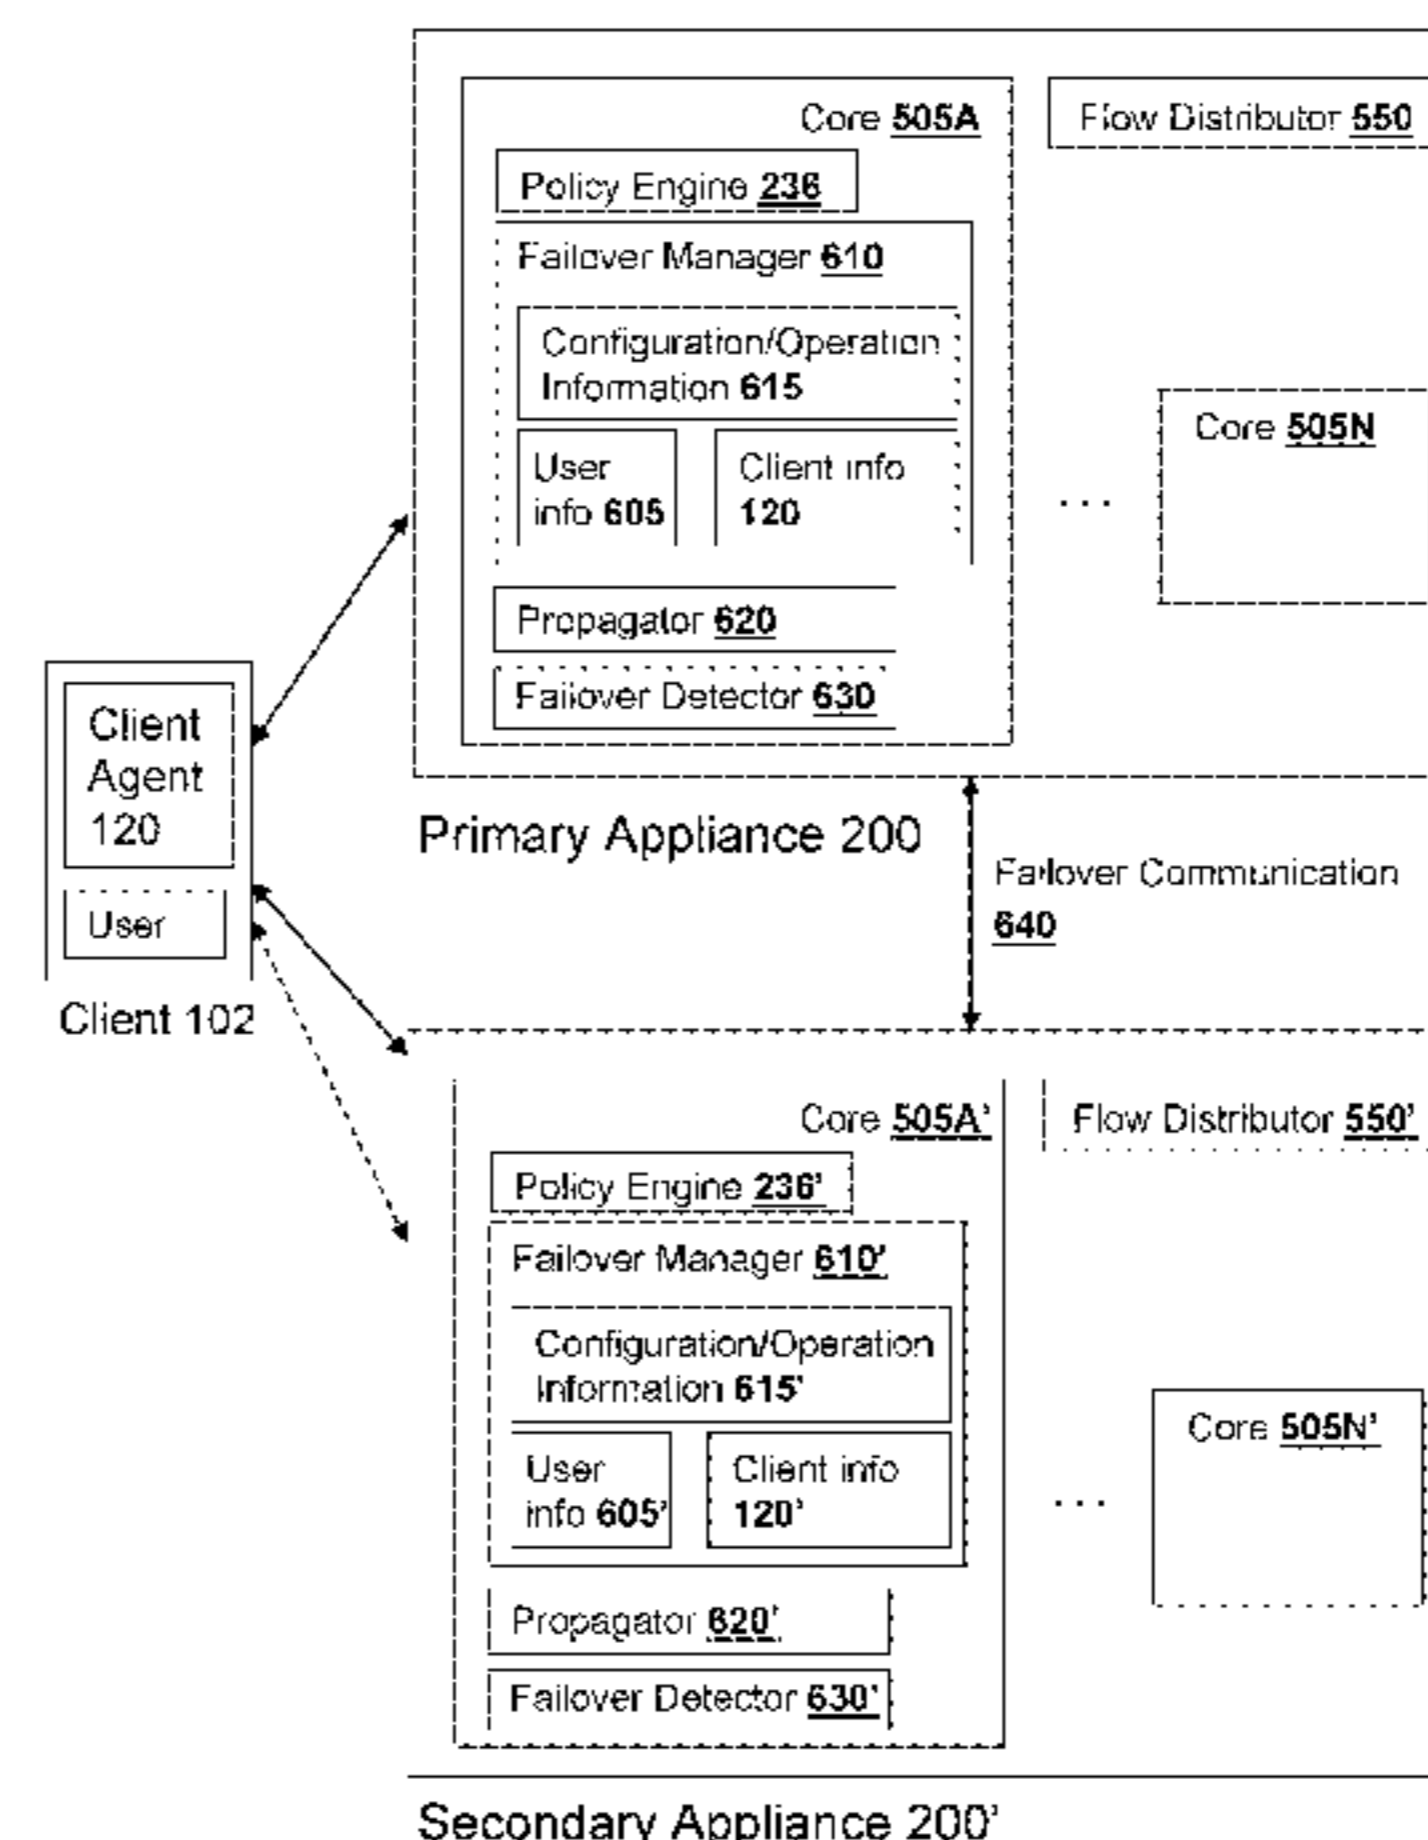 Core 505A
Flow Distributor 550
Policy Engine 236
Failover Manager 610
Configuration/Operation
Information 615
Core 505N
User
info 605
Client info
120
...
Propagator 620
Failover Detector 630
Client
Agent
120
User
Client 102
Primary Appliance 200
Failover Communication
640
Core 505A'
Flow Distributor 550'
Policy Engine 236'
Failover Manager 610'
Configuration/Operation
Information 615'
Core 505N'
User
info 605'
Client info
120'
...
Propagator 620'
Failover Detector 630'
Secondary Appliance 200'